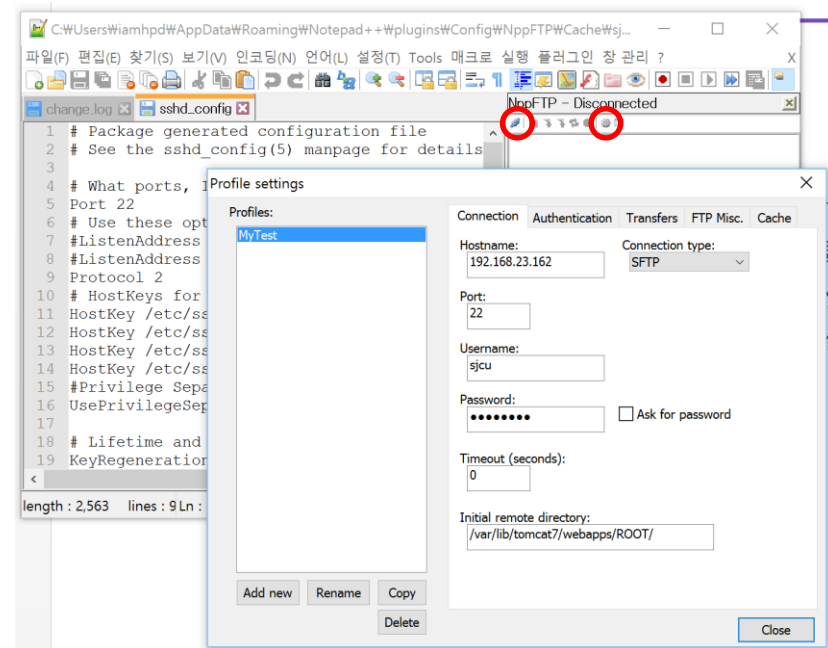 C:₩Users₩iamhpd₩AppData₩Roaming₩Notepad++₩plugins₩Config₩NppFTP₩Cache₩sj...
파일(F) 편집(E) 찾기(S) 보기(V) 인코딩(N) 언어(L) 설정(T) Tools 매크로 실행 플러그인 창 관리 ? X
change.log sshd_config
NppFTP - Disconnected
1 # Package generated configuration file
2 # See the sshd_config(5) manpage for details
3
4 # What ports, I
5 Port 22
6 # Use these opt
7 #ListenAddress
8 #ListenAddress
9 Protocol 2
10 # HostKeys for
11 HostKey /etc/ss
12 HostKey /etc/ss
13 HostKey /etc/ss
14 HostKey /etc/ss
15 #Privilege Sepa
16 UsePrivilegeSep
17
18 # Lifetime and
19 KeyRegeneration
length : 2,563 lines : 9 Ln :
Profile settings
Profiles:
MyTest
Add new Rename Copy
Delete
Connection Authentication Transfers FTP Misc. Cache
Hostname: Connection type:
192.168.23.162 SFTP
Port:
22
Username:
sjcu
Password:
●●●●●●●● Ask for password
Timeout (seconds):
0
Initial remote directory:
/var/lib/tomcat7/webapps/ROOT/
Close